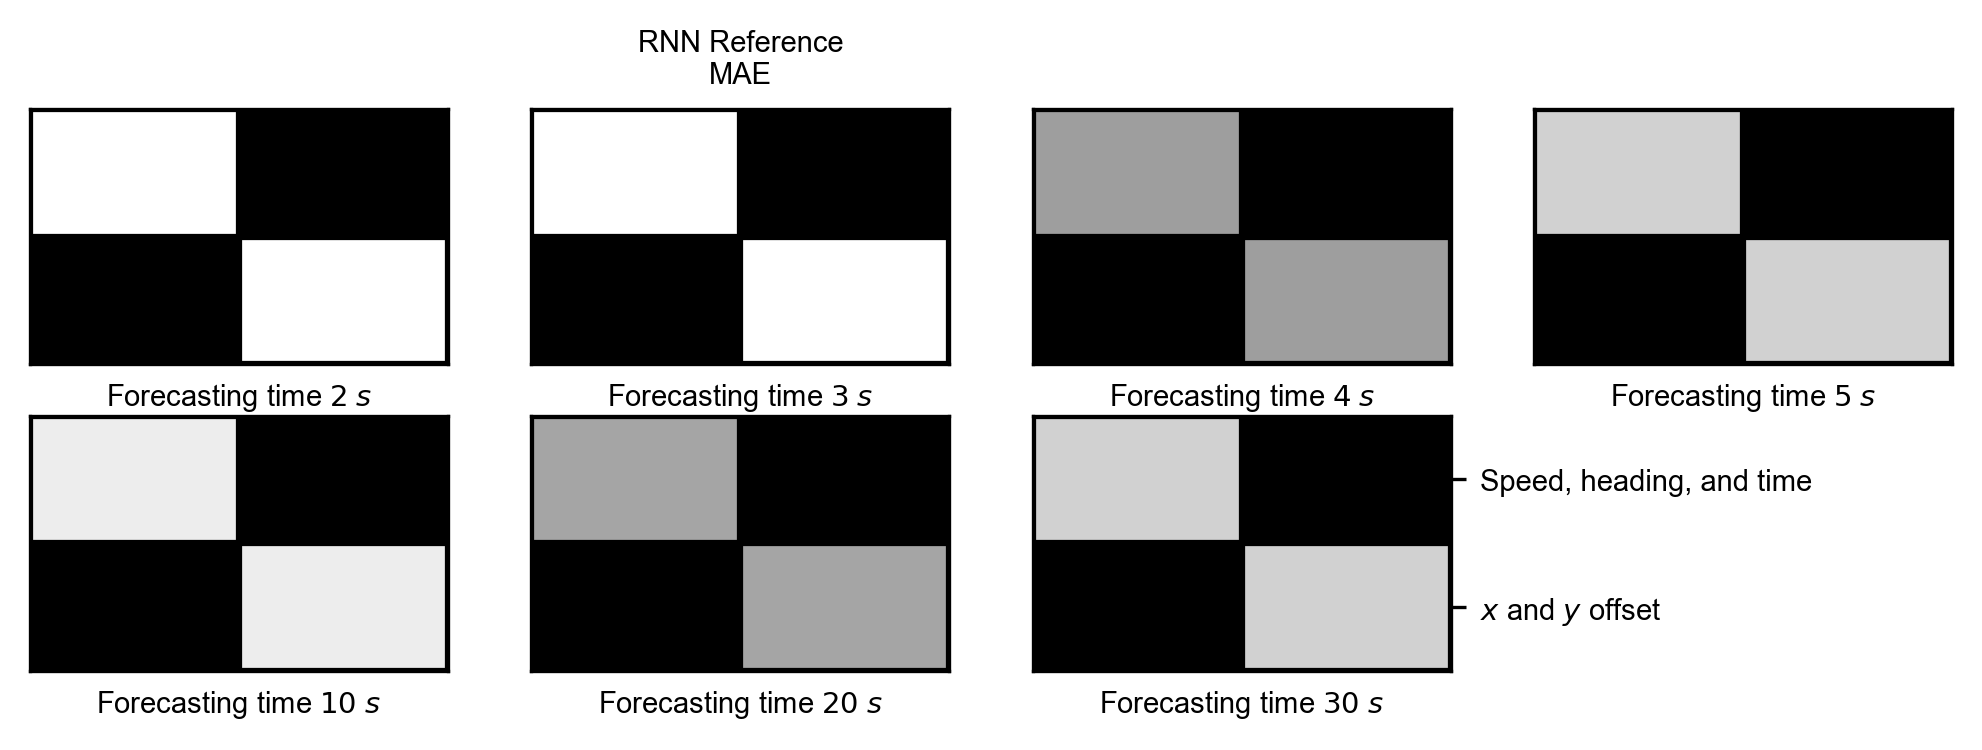 RNN Reference
MAE
Forecasting time 2 s
Forecasting time 3 s
Forecasting time 4 s
Forecasting time 5 s
Speed, heading, and time
x and y offset
Forecasting time 10 s
Forecasting time 20 s
Forecasting time 30 s